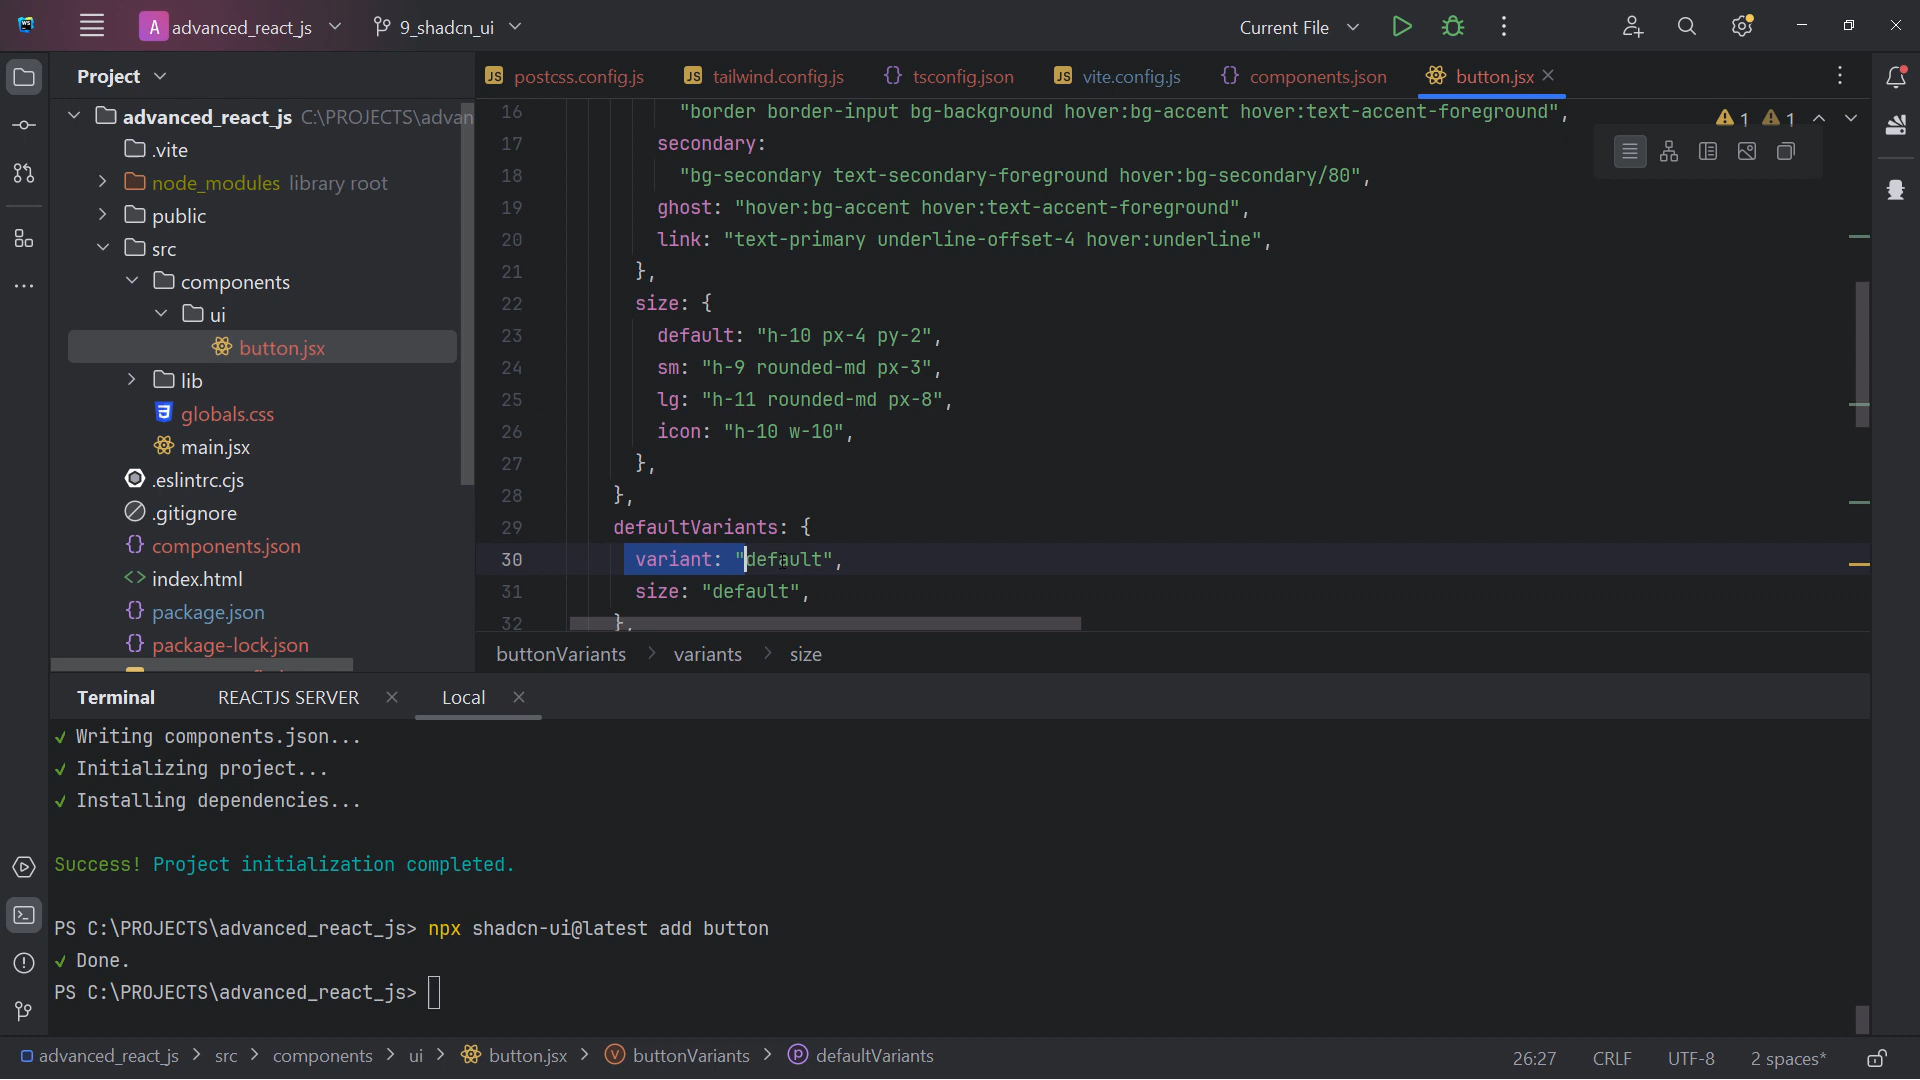 WS
A advanced_react_js
9_shadcn_ui
Current File
Project
postcss.config.js
tailwind.config.js
tsconfig.json
vite.config.js
components.json
button.jsx
advanced_react_js C:\PROJECTS\advan
.vite
node_modules library root
public
src
components
ui
button.jsx
lib
globals.css
main.jsx
.eslintrc.cjs
.gitignore
components.json
index.html
package.json
package-lock.json
1 1
16 "border border-input bg-background hover:bg-accent hover:text-accent-foreground",
17 secondary:
18 "bg-secondary text-secondary-foreground hover:bg-secondary/80",
19 ghost: "hover:bg-accent hover:text-accent-foreground",
20 link: "text-primary underline-offset-4 hover:underline",
21 },
22 size: {
23 default: "h-10 px-4 py-2",
24 sm: "h-9 rounded-md px-3",
25 lg: "h-11 rounded-md px-8",
26 icon: "h-10 w-10",
27 },
28 },
29 defaultVariants: {
30 variant: "default",
31 size: "default",
32 },
buttonVariants > variants > size
Terminal
REACTJS SERVER
Local
✓ Writing components.json...
✓ Initializing project...
✓ Installing dependencies...
Success! Project initialization completed.
PS C:\PROJECTS\advanced_react_js> npx shadcn-ui@latest add button
✓ Done.
PS C:\PROJECTS\advanced_react_js>
advanced_react_js > src > components > ui > button.jsx > buttonVariants > defaultVariants
26:27
CRLF
UTF-8
2 spaces*